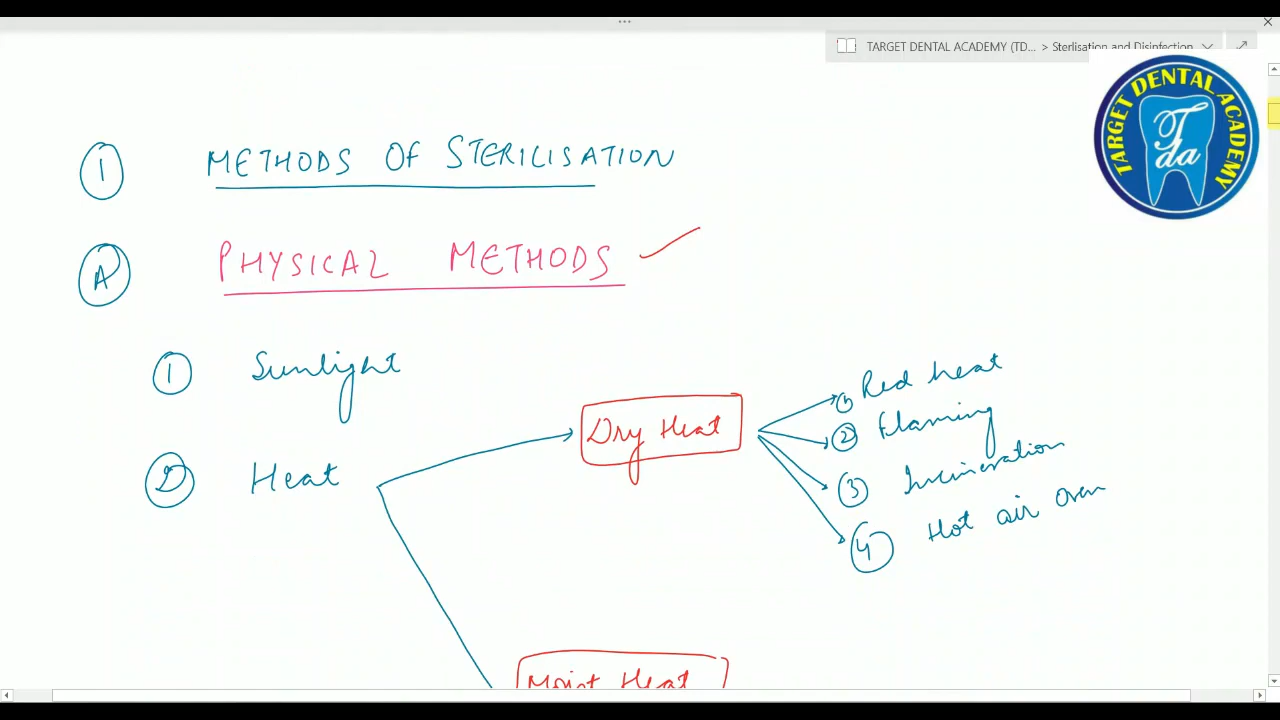 TARGET DENTAL ACADEMY (TD... > Sterlisation and Disinfection
TARGET DENTAL ACADEMY
Tda
1 METHODS OF STERILISATION
A PHYSICAL METHODS
1 Sunlight
2 Heat
Dry Heat
1 Red heat
2 Flaming
3 Incineration
4 Hot air oven
Moist Heat